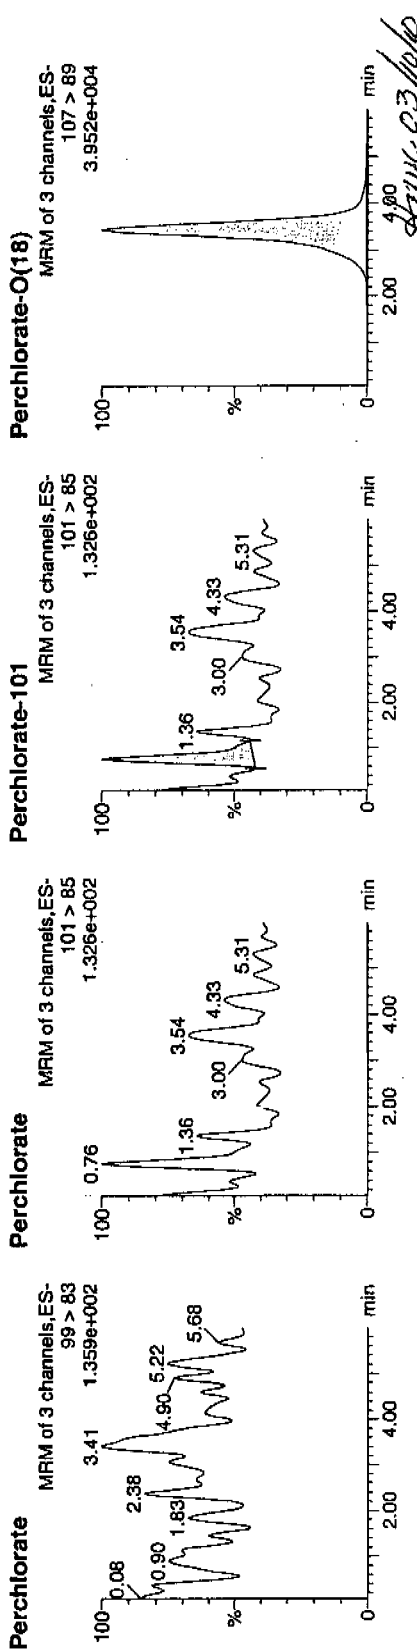 Perchlorate
MRM of 3 channels,ES-
99 > 83
1.359e+002
100
%
0
0.08
0.90
1.83
2.38
3.41
4.90
5.22
5.68
2.00
4.00
min
Perchlorate
MRM of 3 channels,ES-
101 > 85
1.326e+002
100
%
0
0.76
1.36
3.00
3.54
4.33
5.31
2.00
4.00
min
Perchlorate-101
MRM of 3 channels,ES-
101 > 85
1.326e+002
100
%
0
1.36
3.00
3.54
4.33
5.31
2.00
4.00
min
Perchlorate-O(18)
MRM of 3 channels,ES-
107 > 89
3.952e+004
100
%
0
2.00
4.00
min